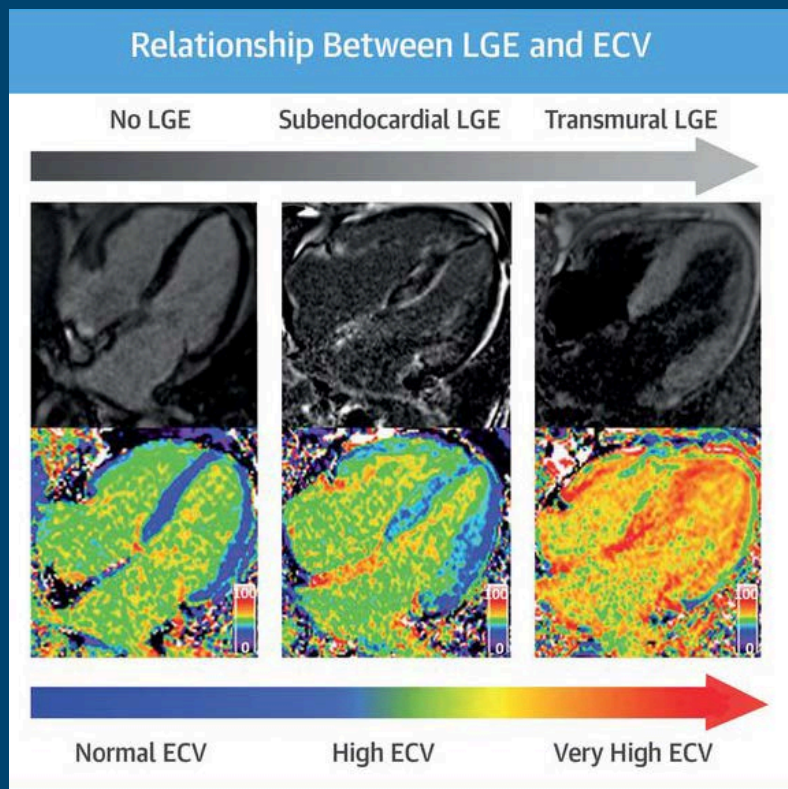 Relationship Between LGE and ECV
No LGE Subendocardial LGE Transmural LGE
100 100 100
0 0 0
Normal ECV High ECV Very High ECV